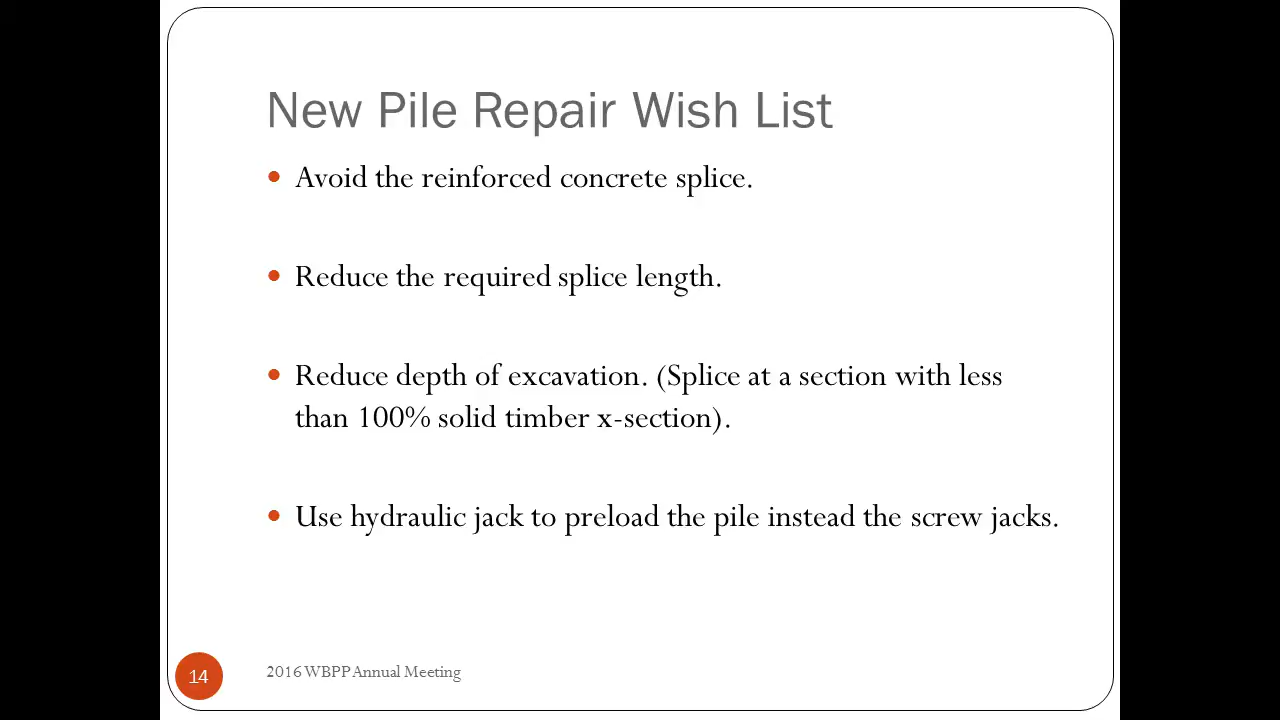 New Pile Repair Wish List
• Avoid the reinforced concrete splice.
• Reduce the required splice length.
• Reduce depth of excavation. (Splice at a section with less
than 100% solid timber x-section).
• Use hydraulic jack to preload the pile instead the screw jacks.
14
2016 WBPP Annual Meeting